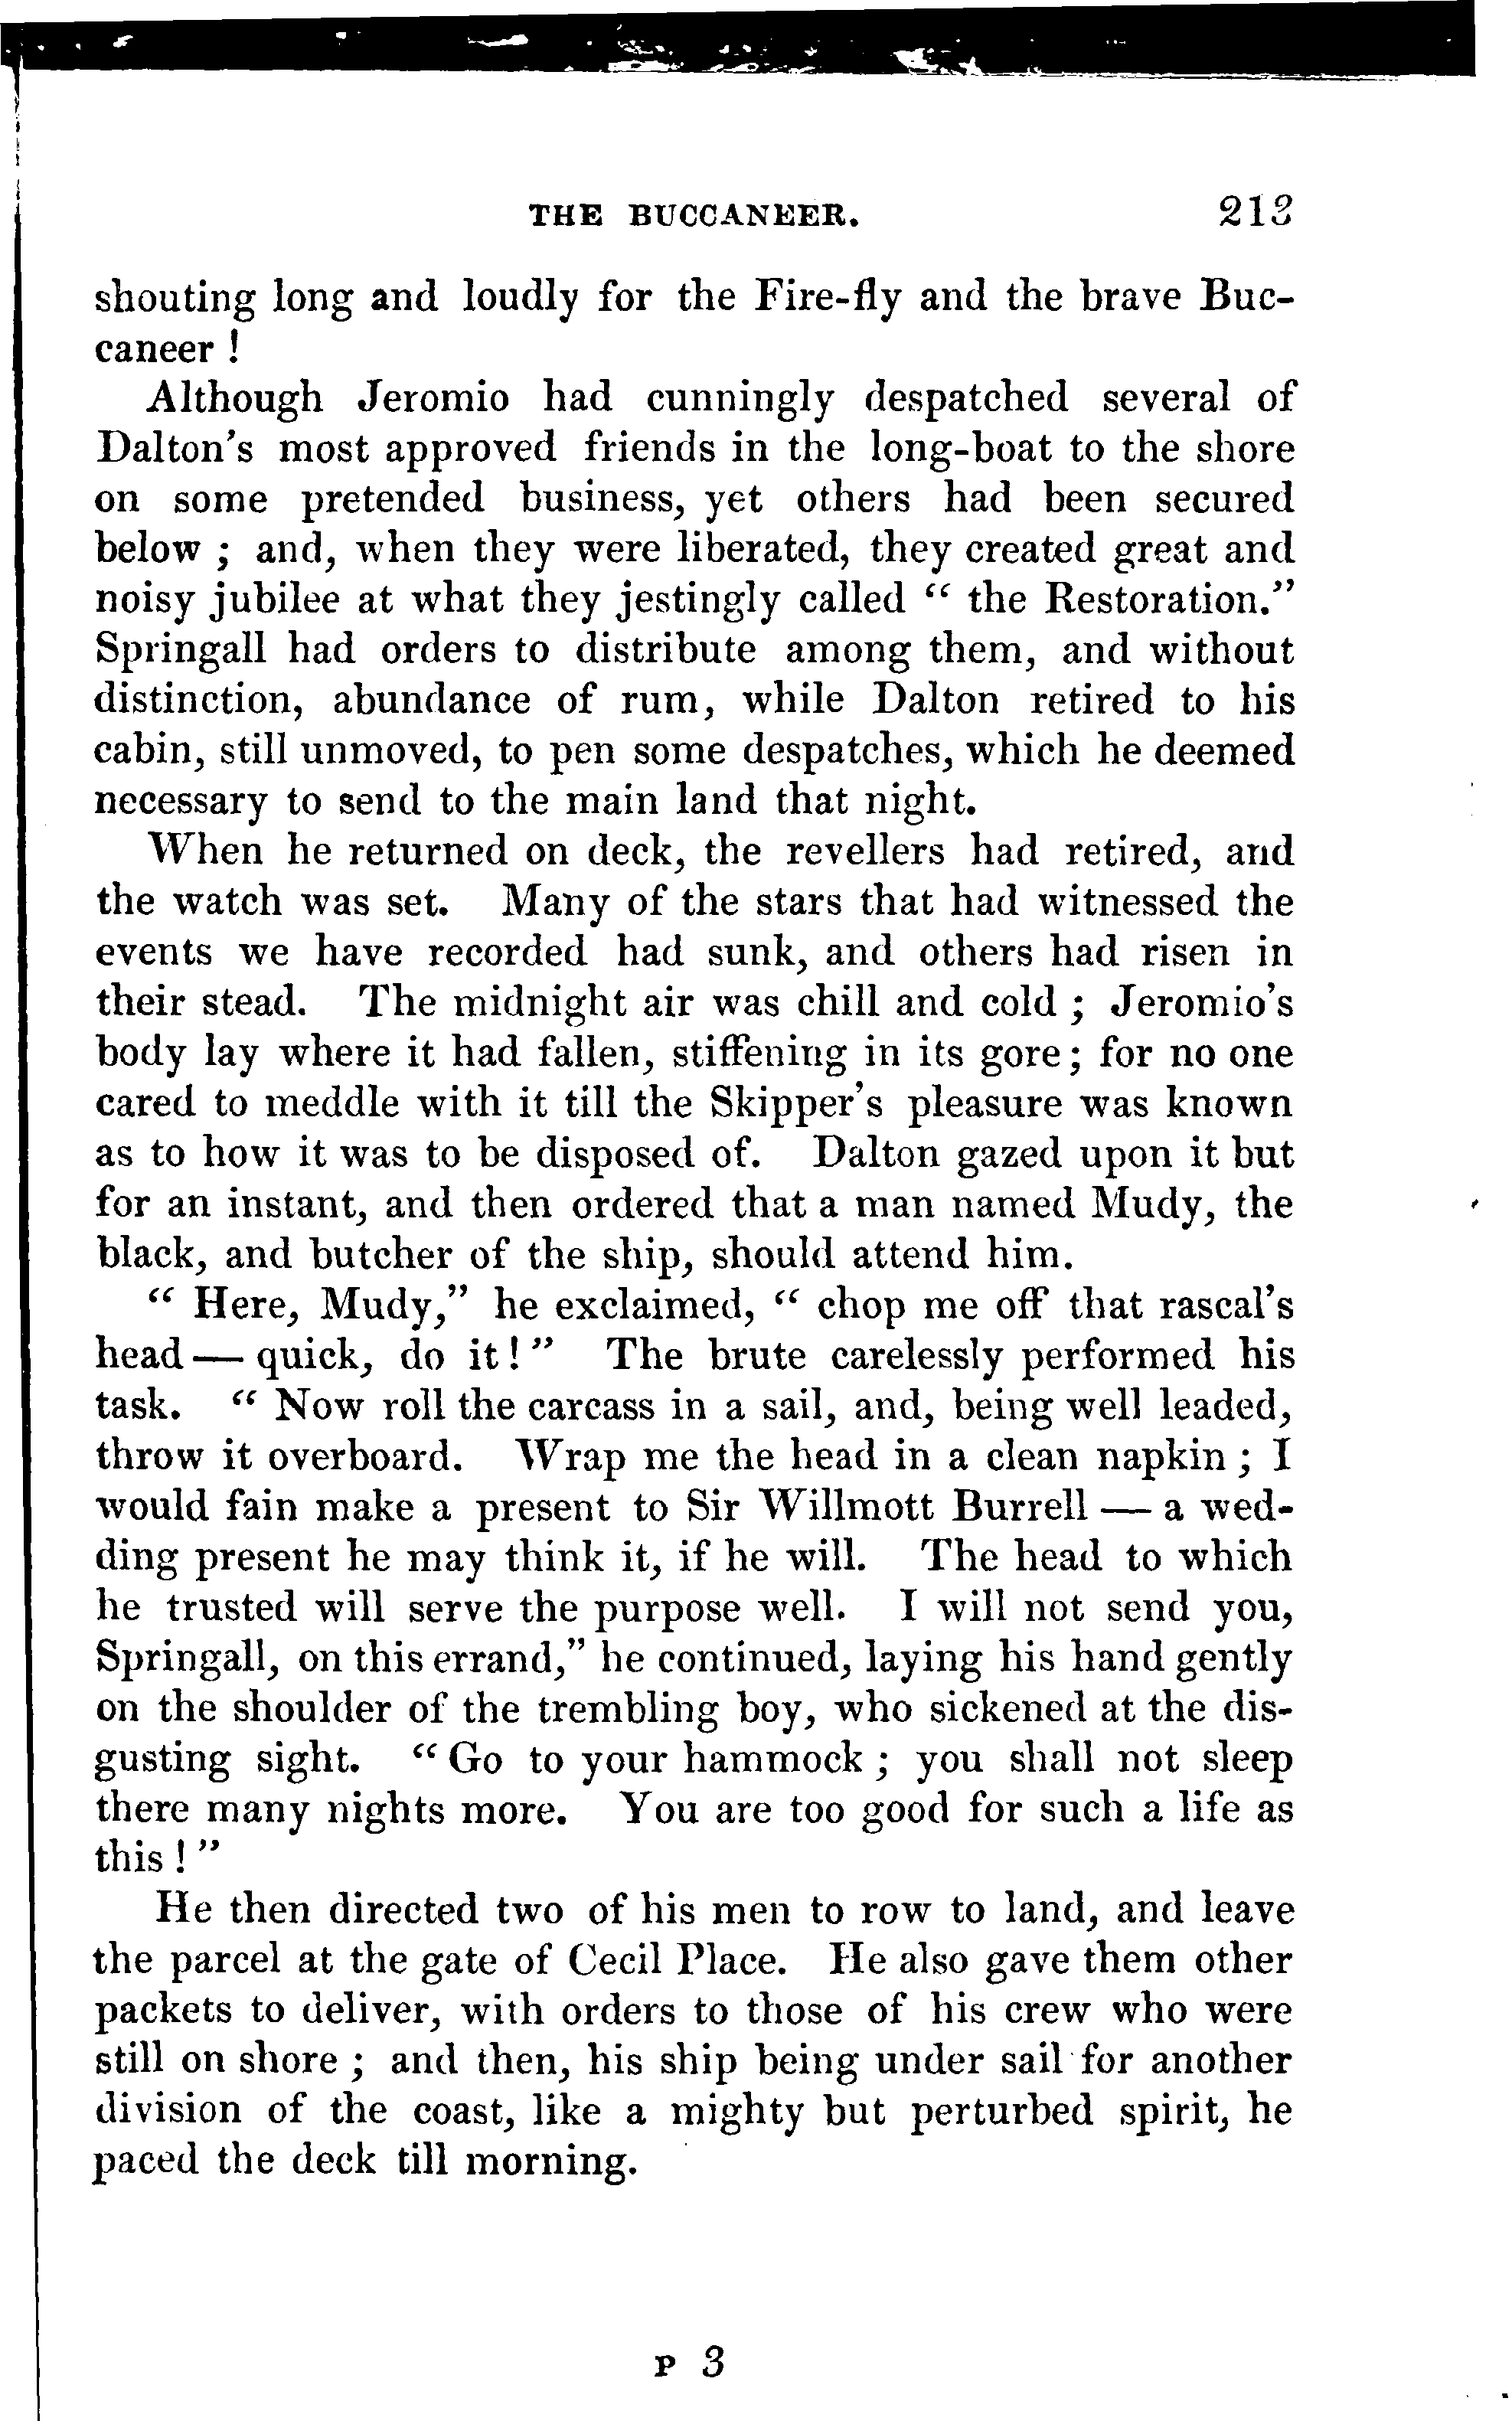 THE BUCCANEER. 213
shouting long and loudly for the Fire-fly and the brave Buc-
caneer !
Although Jeromio had cunningly despatched several of
Dalton's most approved friends in the long-boat to the shore
on some pretended business, yet others had been secured
below ; and, when they were liberated, they created great and
noisy jubilee at what they jestingly called “ the Restoration.”
Springall had orders to distribute among them, and without
distinction, abundance of rum, while Dalton retired to his
cabin, still unmoved, to pen some despatches, which he deemed
necessary to send to the main land that night.
When he returned on deck, the revellers had retired, and
the watch was set. Many of the stars that had witnessed the
events we have recorded had sunk, and others had risen in
their stead. The midnight air was chill and cold ; Jeromio's
body lay where it had fallen, stiffening in its gore ; for no one
cared to meddle with it till the Skipper's pleasure was known
as to how it was to be disposed of. Dalton gazed upon it but
for an instant, and then ordered that a man named Mudy, the
black, and butcher of the ship, should attend him.
“ Here, Mudy,” he exclaimed, “ chop me off that rascal's
head — quick, do it ! ” The brute carelessly performed his
task. “ Now roll the carcass in a sail, and, being well leaded,
throw it overboard. Wrap me the head in a clean napkin ; I
would fain make a present to Sir Willmott Burrell — a wed-
ding present he may think it, if he will. The head to which
he trusted will serve the purpose well. I will not send you,
Springall, on this errand,” he continued, laying his hand gently
on the shoulder of the trembling boy, who sickened at the dis-
gusting sight. “ Go to your hammock ; you shall not sleep
there many nights more. You are too good for such a life as
this ! ”
He then directed two of his men to row to land, and leave
the parcel at the gate of Cecil Place. He also gave them other
packets to deliver, with orders to those of his crew who were
still on shore ; and then, his ship being under sail for another
division of the coast, like a mighty but perturbed spirit, he
paced the deck till morning.
P 3